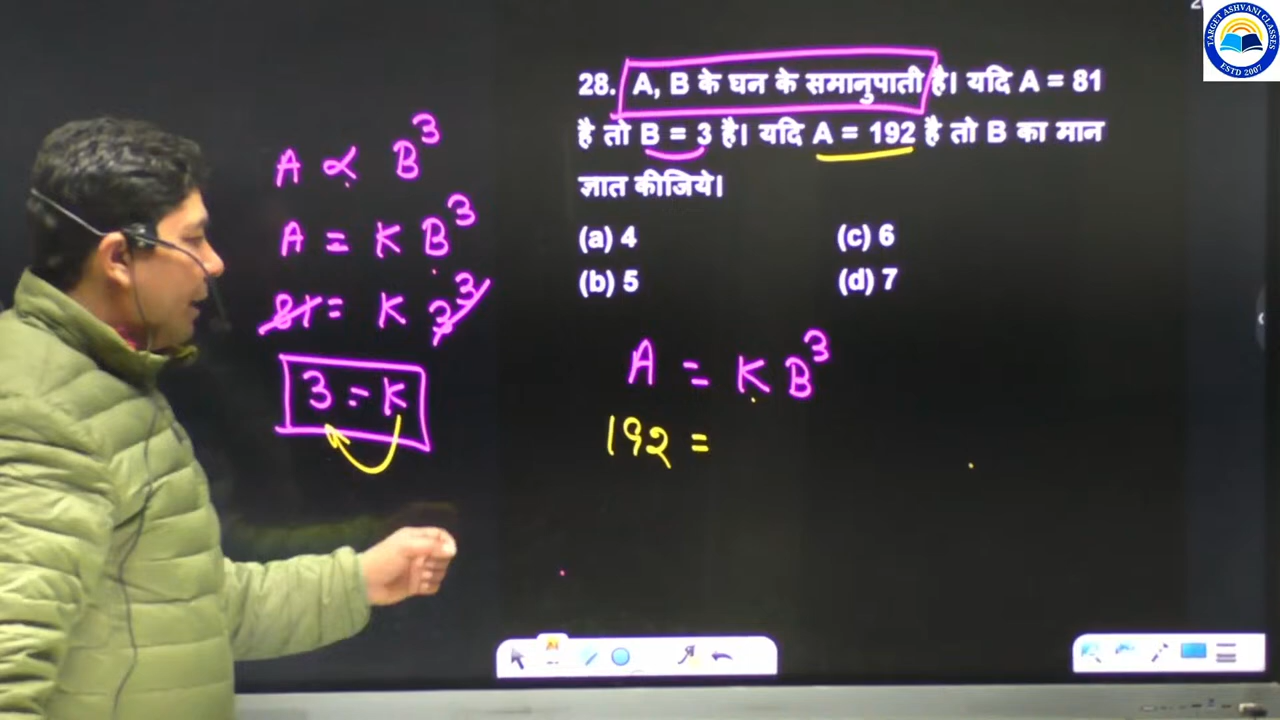 TARGET ASHVANI CLASSES
ESTD 2007
28. A, B के घन के समानुपाती है। यदि A = 81
है तो B = 3 है। यदि A = 192 है तो B का मान
ज्ञात कीजिये।
(a) 4 (c) 6
(b) 5 (d) 7
A ∝ B³
A = K B³
81 = K 3³
3 = K
A = K B³
192 =